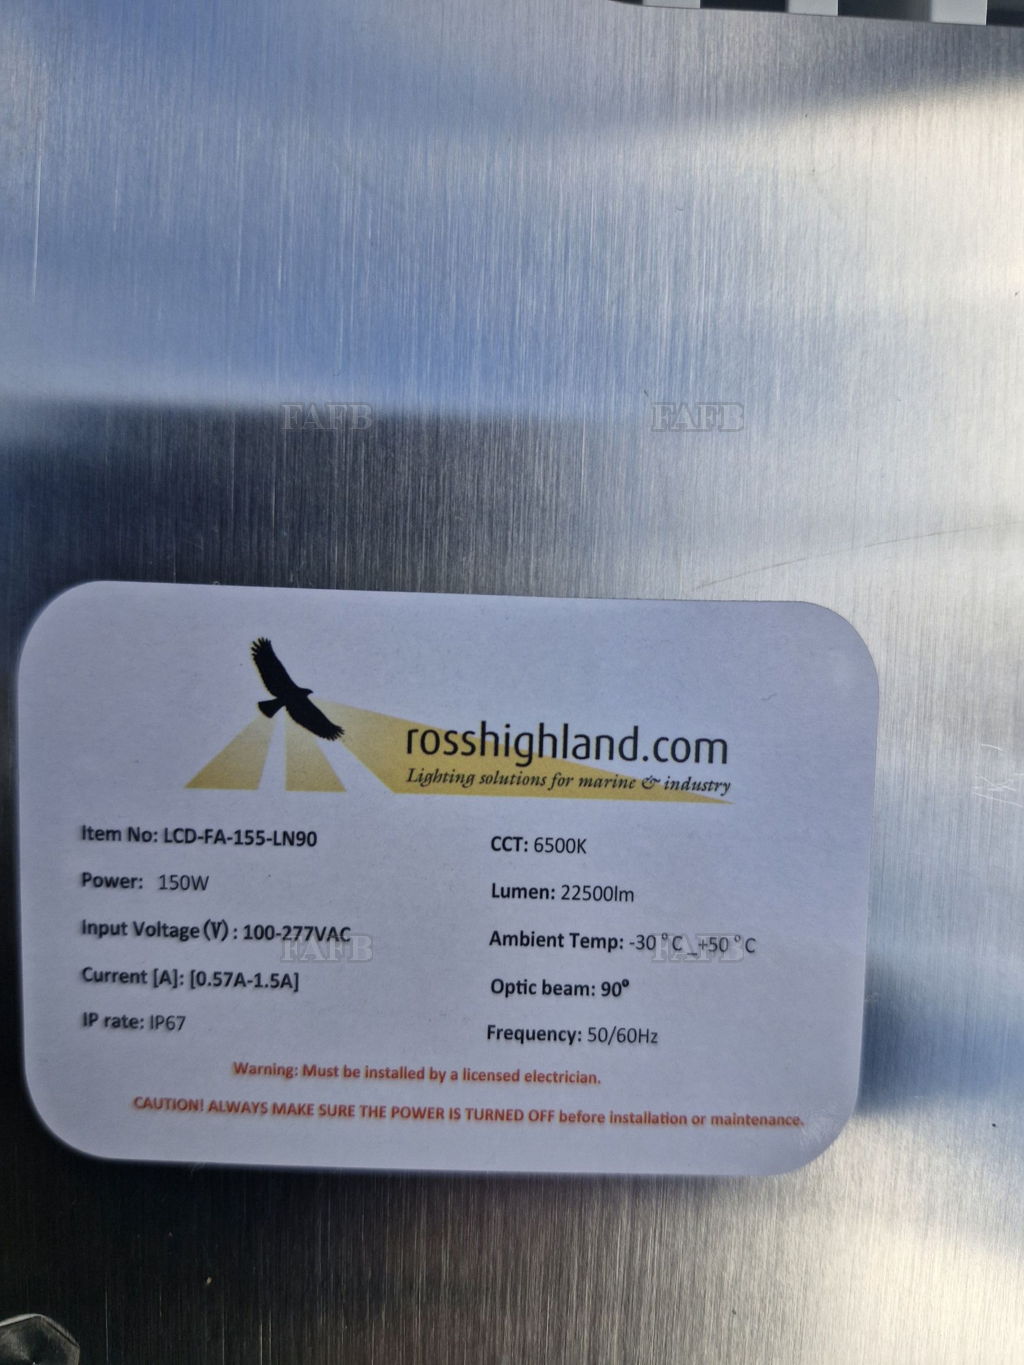 FAFB FAFB
rosshighland.com
Lighting solutions for marine & industry
Item No: LCD-FA-155-LN90
CCT: 6500K
Power: 150W
Lumen: 22500lm
Input Voltage(V) : 100-277VAC
Ambient Temp: -30°C_+50°C
FAFB FAFB
Current [A]: [0.57A-1.5A]
Optic beam: 90°
IP rate: IP67
Frequency: 50/60Hz
Warning: Must be installed by a licensed electrician.
CAUTION! ALWAYS MAKE SURE THE POWER IS TURNED OFF before installation or maintenance.